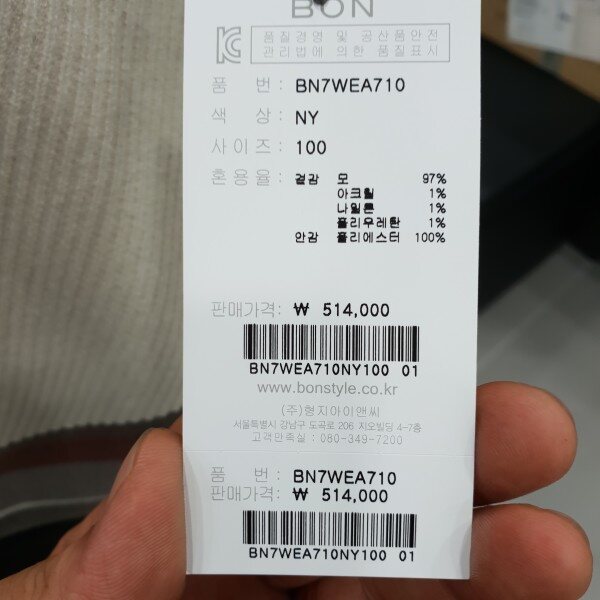 BON
품질경영 및 공산품안전
관리법에 의한 품질표시
품 번: BN7WEA710
색 상: NY
사이즈: 100
혼용율: 겉감 모 97%
아크릴 1%
나일론 1%
폴리우레탄 1%
안감 폴리에스터 100%
판매가격: ₩ 514,000
BN7WEA710NY100 01
www.bonstyle.co.kr
(주)형지아이앤씨
서울특별시 강남구 도곡로 206 지오빌딩 4-7층
고객만족실 : 080-349-7200
품 번: BN7WEA710
판매가격: ₩ 514,000
BN7WEA710NY100 01